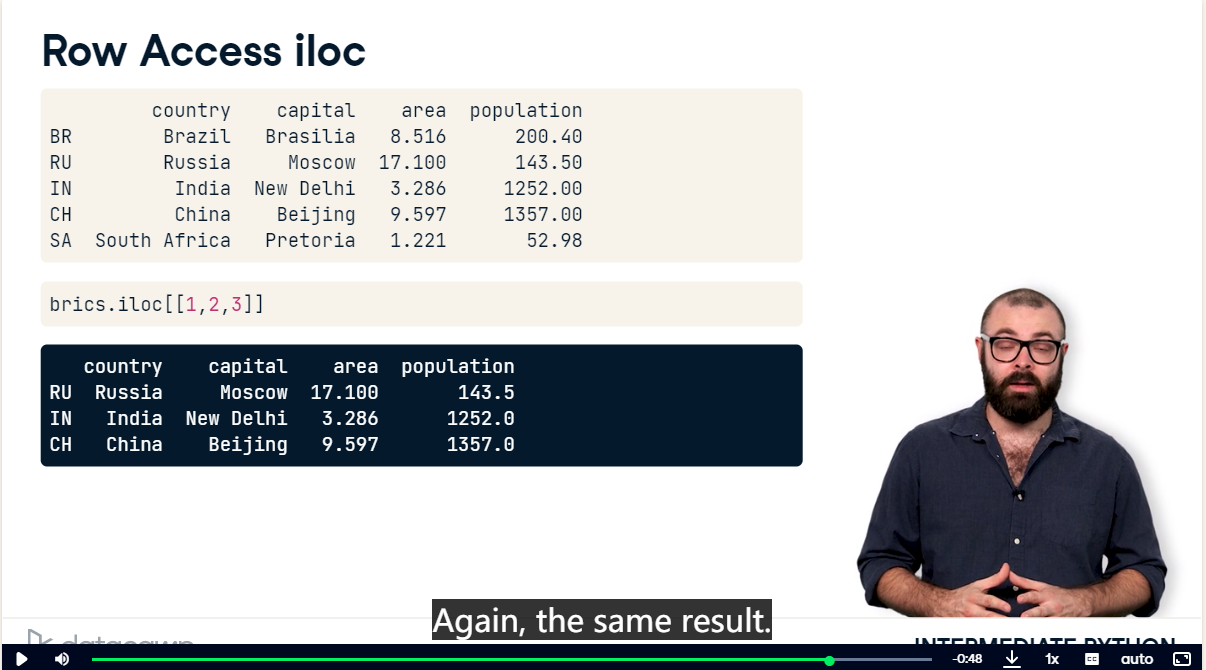 Row Access iloc
country capital area population
BR Brazil Brasilia 8.516 200.40
RU Russia Moscow 17.100 143.50
IN India New Delhi 3.286 1252.00
CH China Beijing 9.597 1357.00
SA South Africa Pretoria 1.221 52.98
brics.iloc[[1,2,3]]
country capital area population
RU Russia Moscow 17.100 143.5
IN India New Delhi 3.286 1252.0
CH China Beijing 9.597 1357.0
Again, the same result.
datacamp
INTERMEDIATE PYTHON
-0:48 1x CC auto